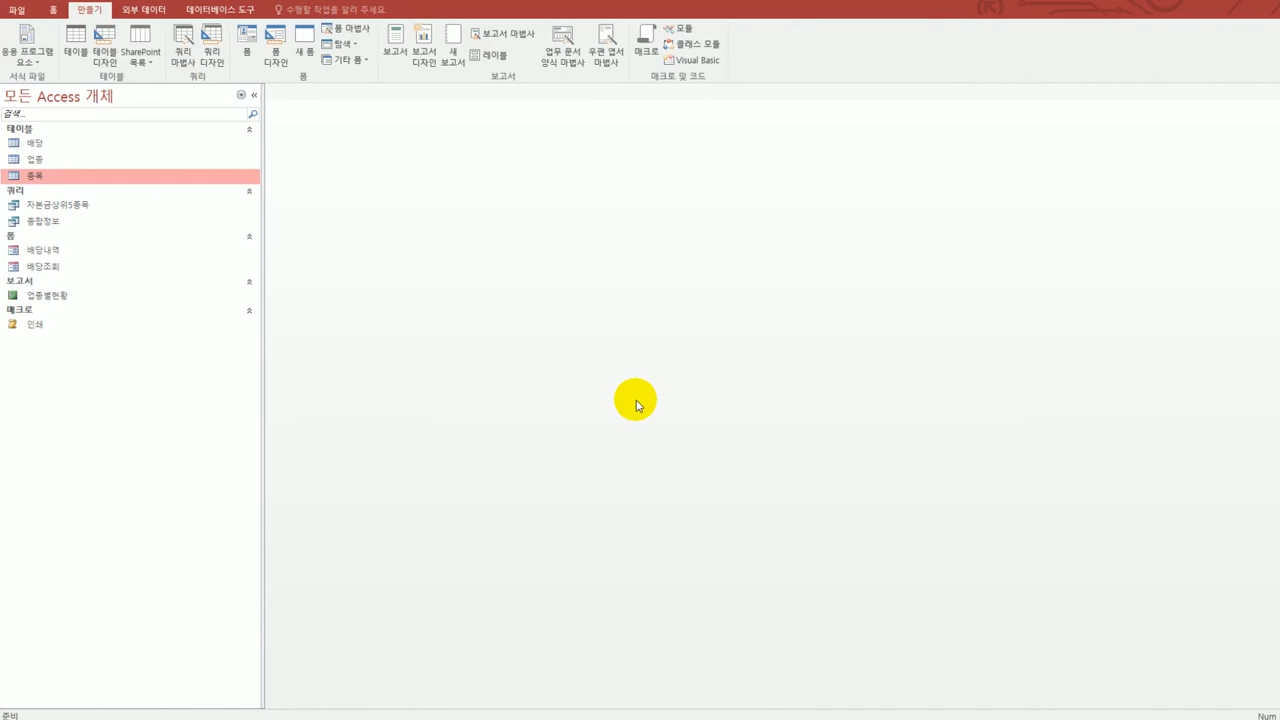 파일 홈 만들기 외부 데이터 데이터베이스 도구 수행할 작업을 알려 주세요.
응용 프로그램 요소
테이블
테이블 디자인
SharePoint 목록
쿼리 마법사
쿼리 디자인
폼
폼 디자인
새 폼
폼 마법사
탐색
기타 폼
보고서
보고서 디자인
새 보고서
보고서 마법사
레이블
업무 문서 양식 마법사
우편 엽서 마법사
매크로
모듈
클래스 모듈
Visual Basic
서식 파일 테이블 쿼리 폼 보고서 매크로 및 코드
모든 Access 개체
검색...
테이블
배당
업종
종목
쿼리
자본금상위5종목
종합정보
폼
배당내역
배당조회
보고서
업종별현황
매크로
인쇄
준비 Num